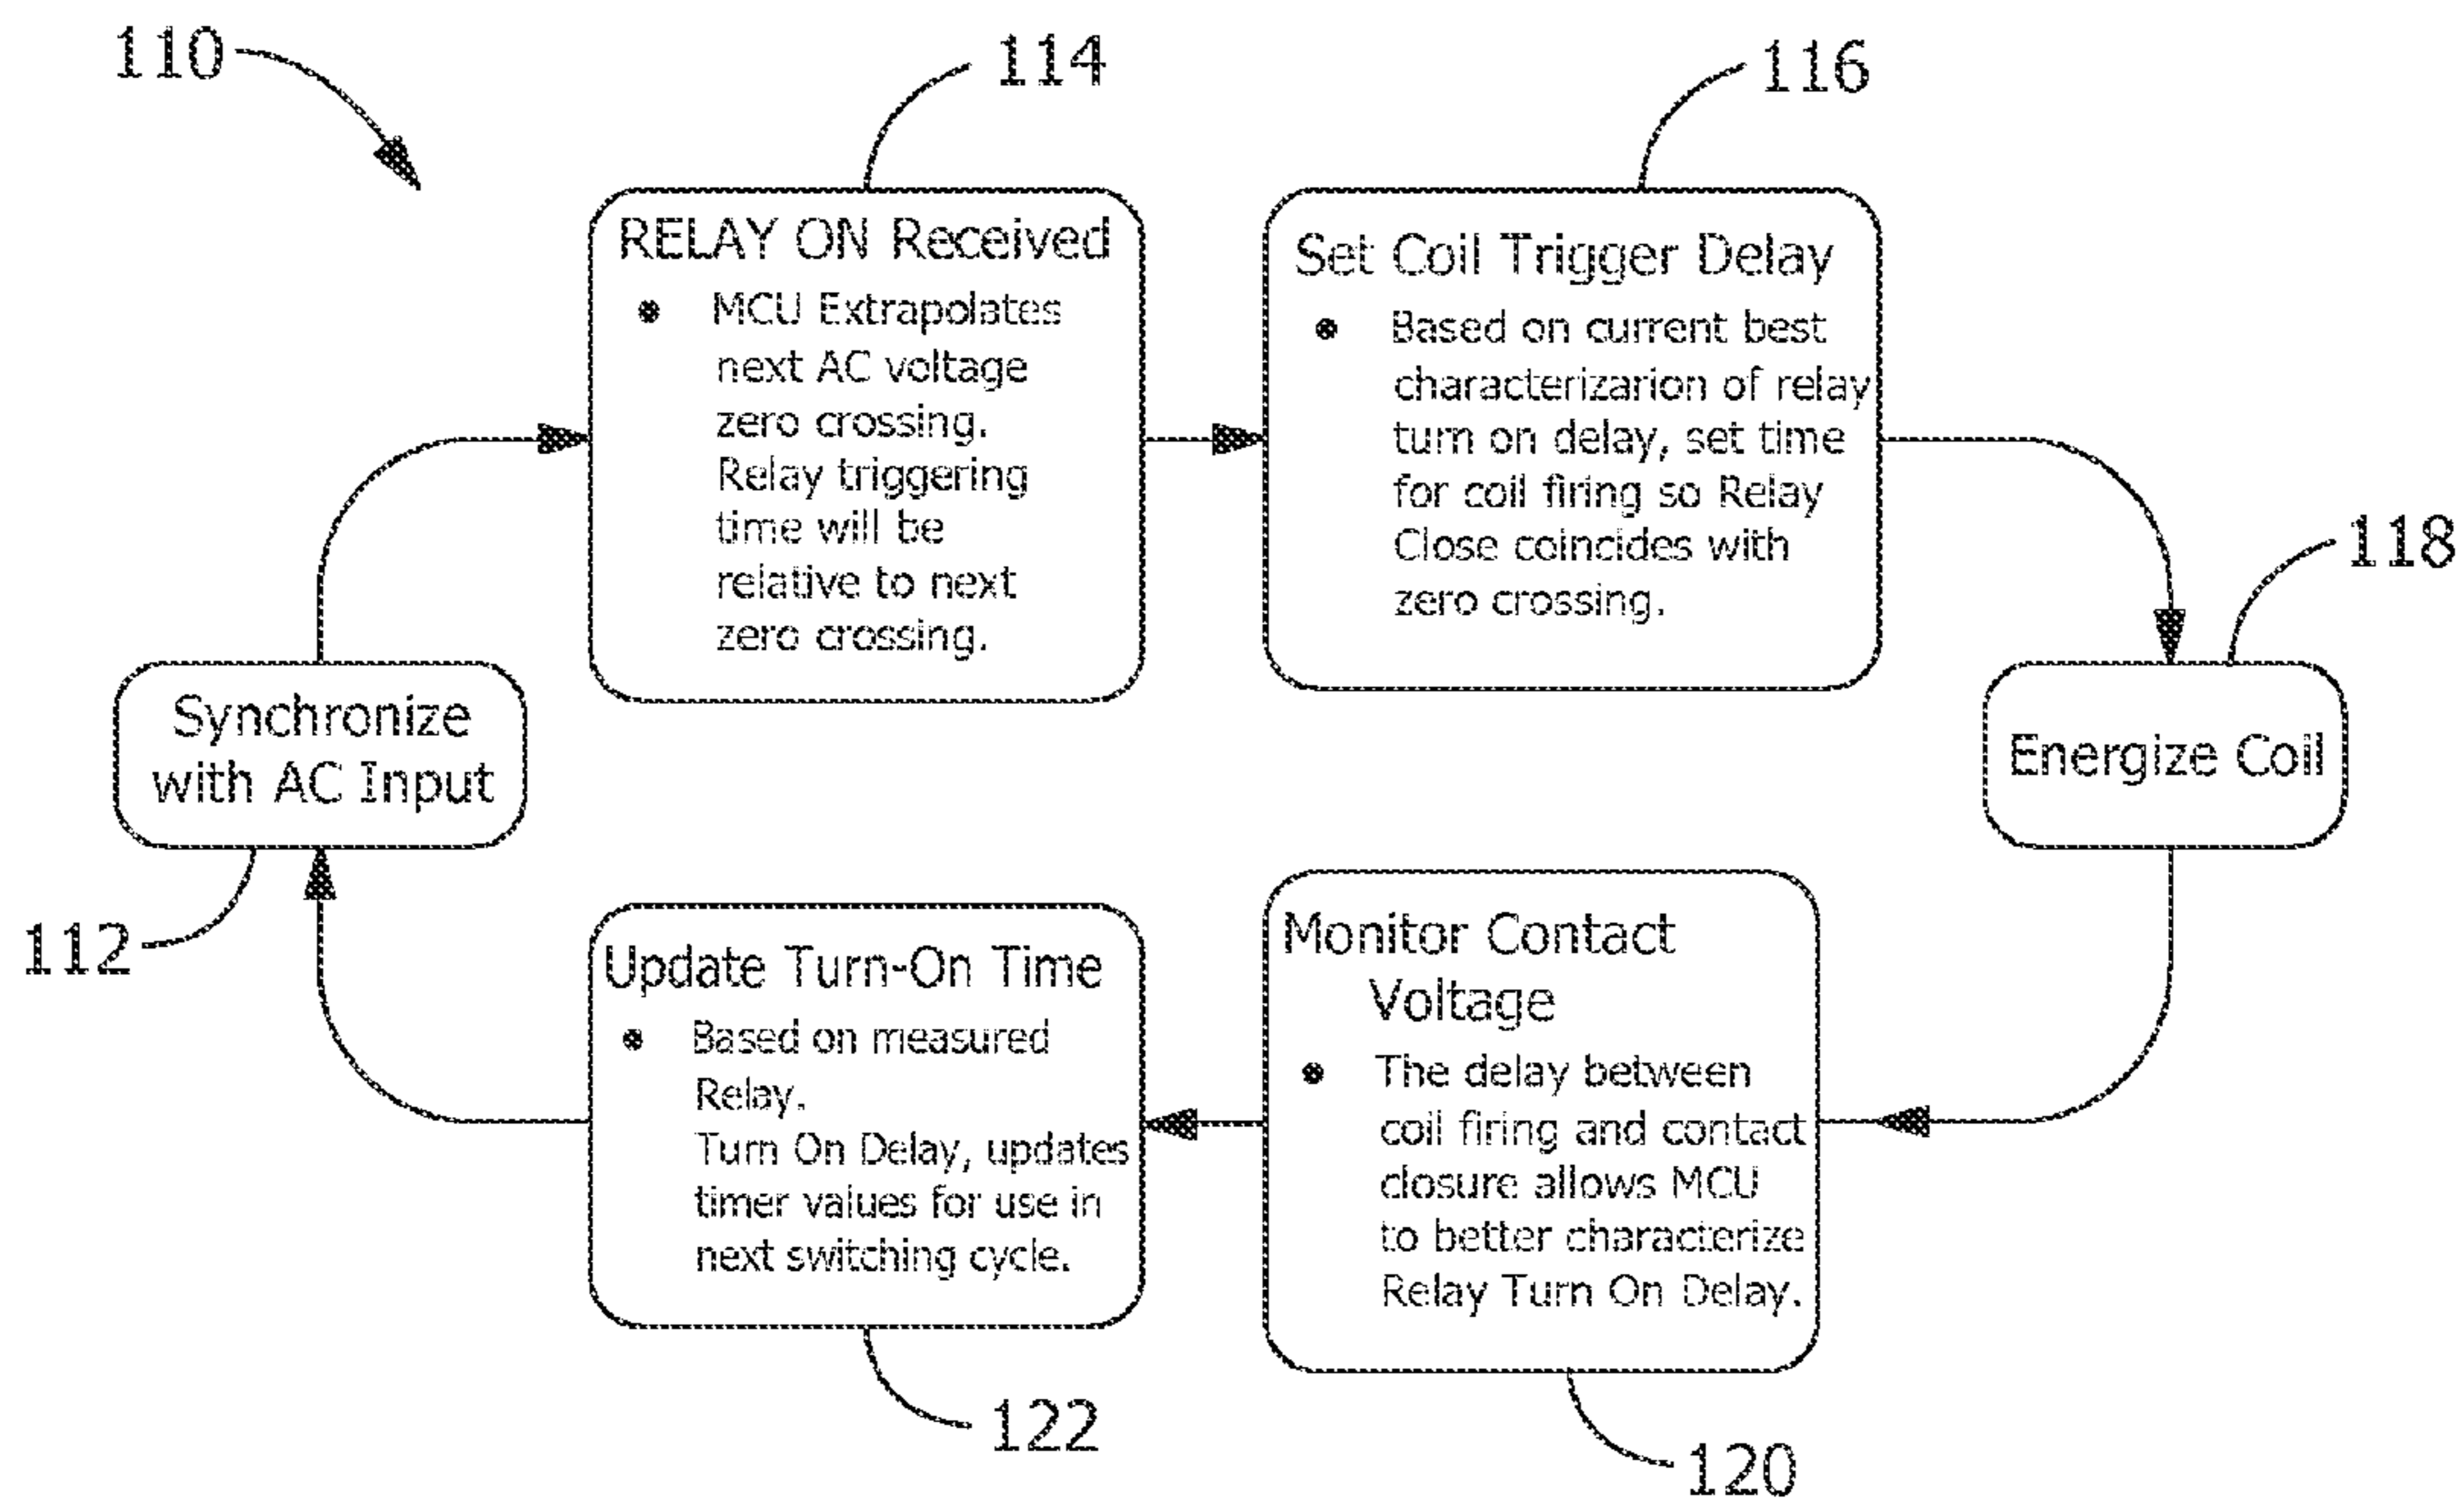 110
114
116
RELAY ON Received
• MCU Extrapolates
next AC voltage
zero crossing.
Relay triggering
time will be
relative to next
zero crossing.
Set Coil Trigger Delay
• Based on current best
characterizarion of relay
turn on delay, set time
for coil firing so Relay
Close coincides with
zero crossing.
118
Synchronize
with AC Input
Energize Coil
112
Update Turn-On Time
• Based on measured
Relay.
Turn On Delay, updates
timer values for use in
next switching cycle.
Monitor Contact
Voltage
• The delay between
coil firing and contact
closure allows MCU
to better characterize
Relay Turn On Delay.
122
120